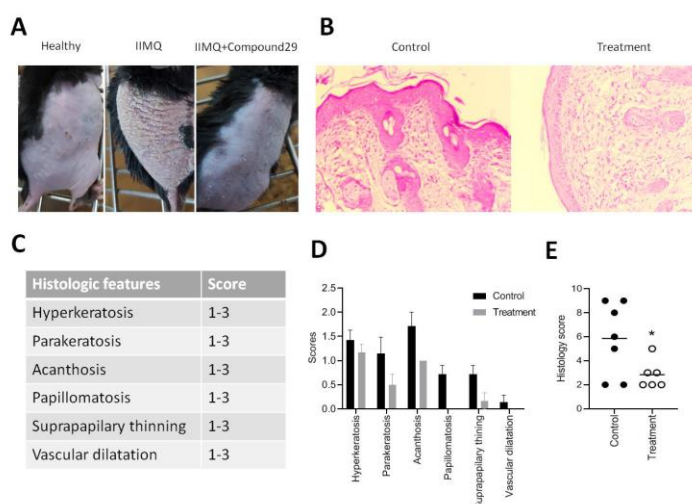 A
Healthy
IIMQ
IIMQ+Compound29
B
Control
Treatment
C
Histologic features Score
Hyperkeratosis 1-3
Parakeratosis 1-3
Acanthosis 1-3
Papillomatosis 1-3
Suprapapilary thinning 1-3
Vascular dilatation 1-3
D
Scores
2.5
2.0
1.5
1.0
0.5
0.0
Control
Treatment
Hyperkeratosis
Parakeratosis
Acanthosis
Papillomatosis
Suprapapilary thining
Vascular dilatation
E
Histology score
10
8
6
4
2
0
*
Control
Treatment